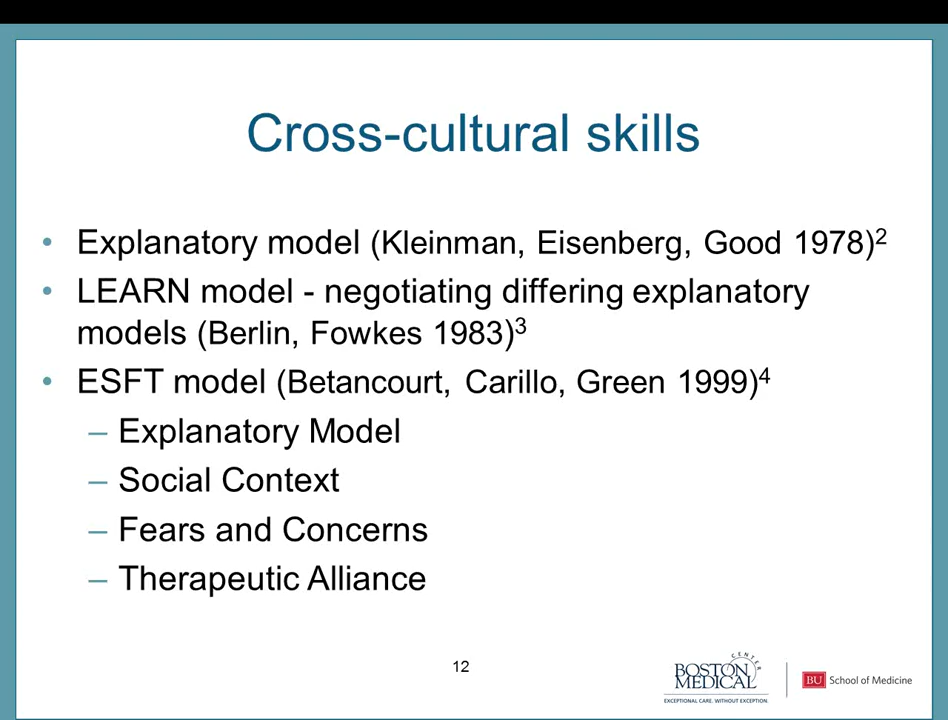 Cross-cultural skills
• Explanatory model (Kleinman, Eisenberg, Good 1978)²
• LEARN model - negotiating differing explanatory
models (Berlin, Fowkes 1983)³
• ESFT model (Betancourt, Carillo, Green 1999)⁴
– Explanatory Model
– Social Context
– Fears and Concerns
– Therapeutic Alliance
12
BOSTON
MEDICAL
CENTER
EXCEPTIONAL CARE. WITHOUT EXCEPTION
BU School of Medicine